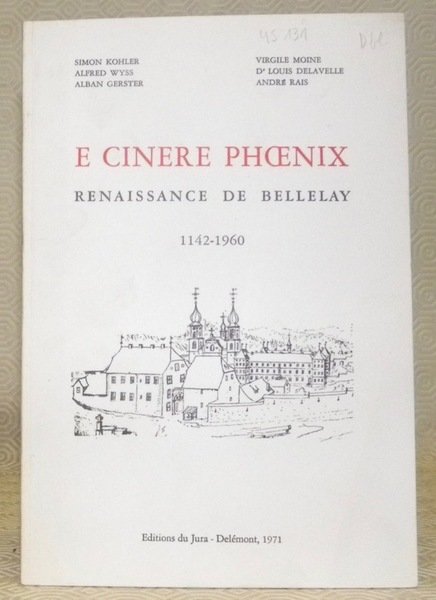 SIMON KOHLER
ALFRED WYSS
ALBAN GERSTER
VIRGILE MOINE
Dr LOUIS DELAVELLE
ANDRÉ RAIS
E CINERE PHŒNIX
RENAISSANCE DE BELLELAY
1142-1960
Editions du Jura - Delémont, 1971